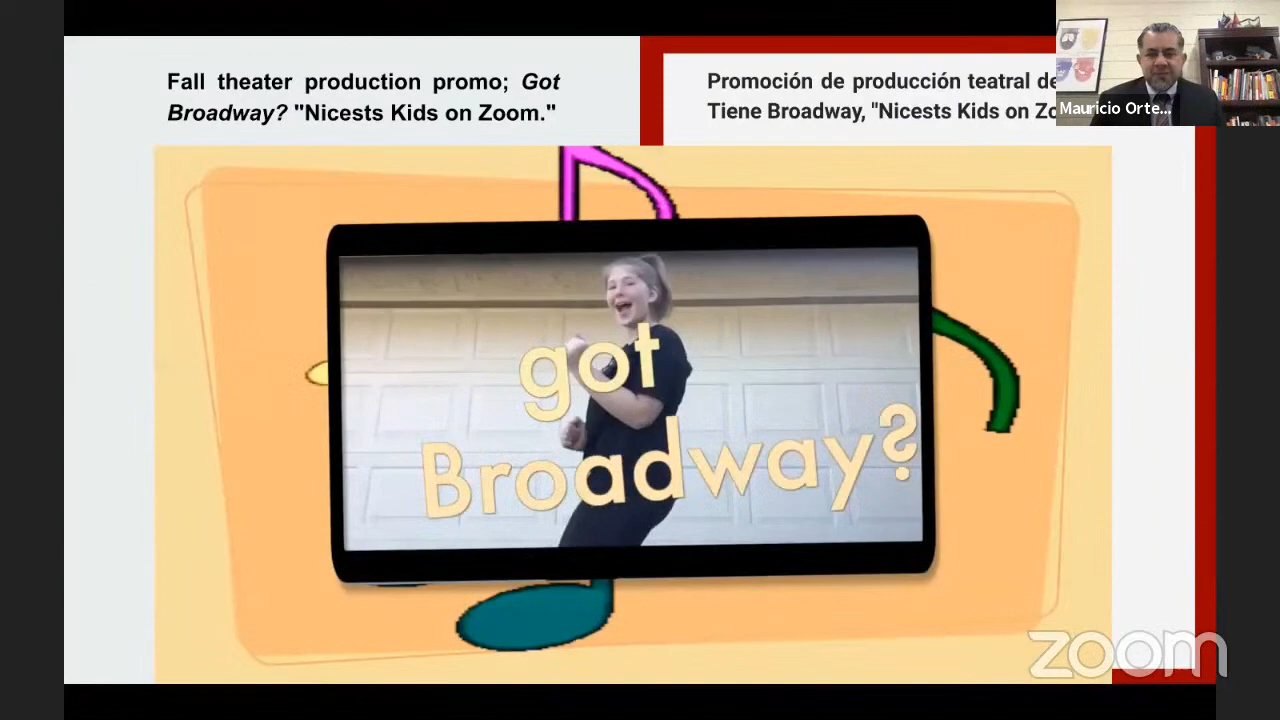 Fall theater production promo; Got
Broadway? "Nicests Kids on Zoom."
Promoción de producción teatral de
Tiene Broadway, "Nicests Kids on Zo
Mauricio Orte...
got
Broadway?
zoom